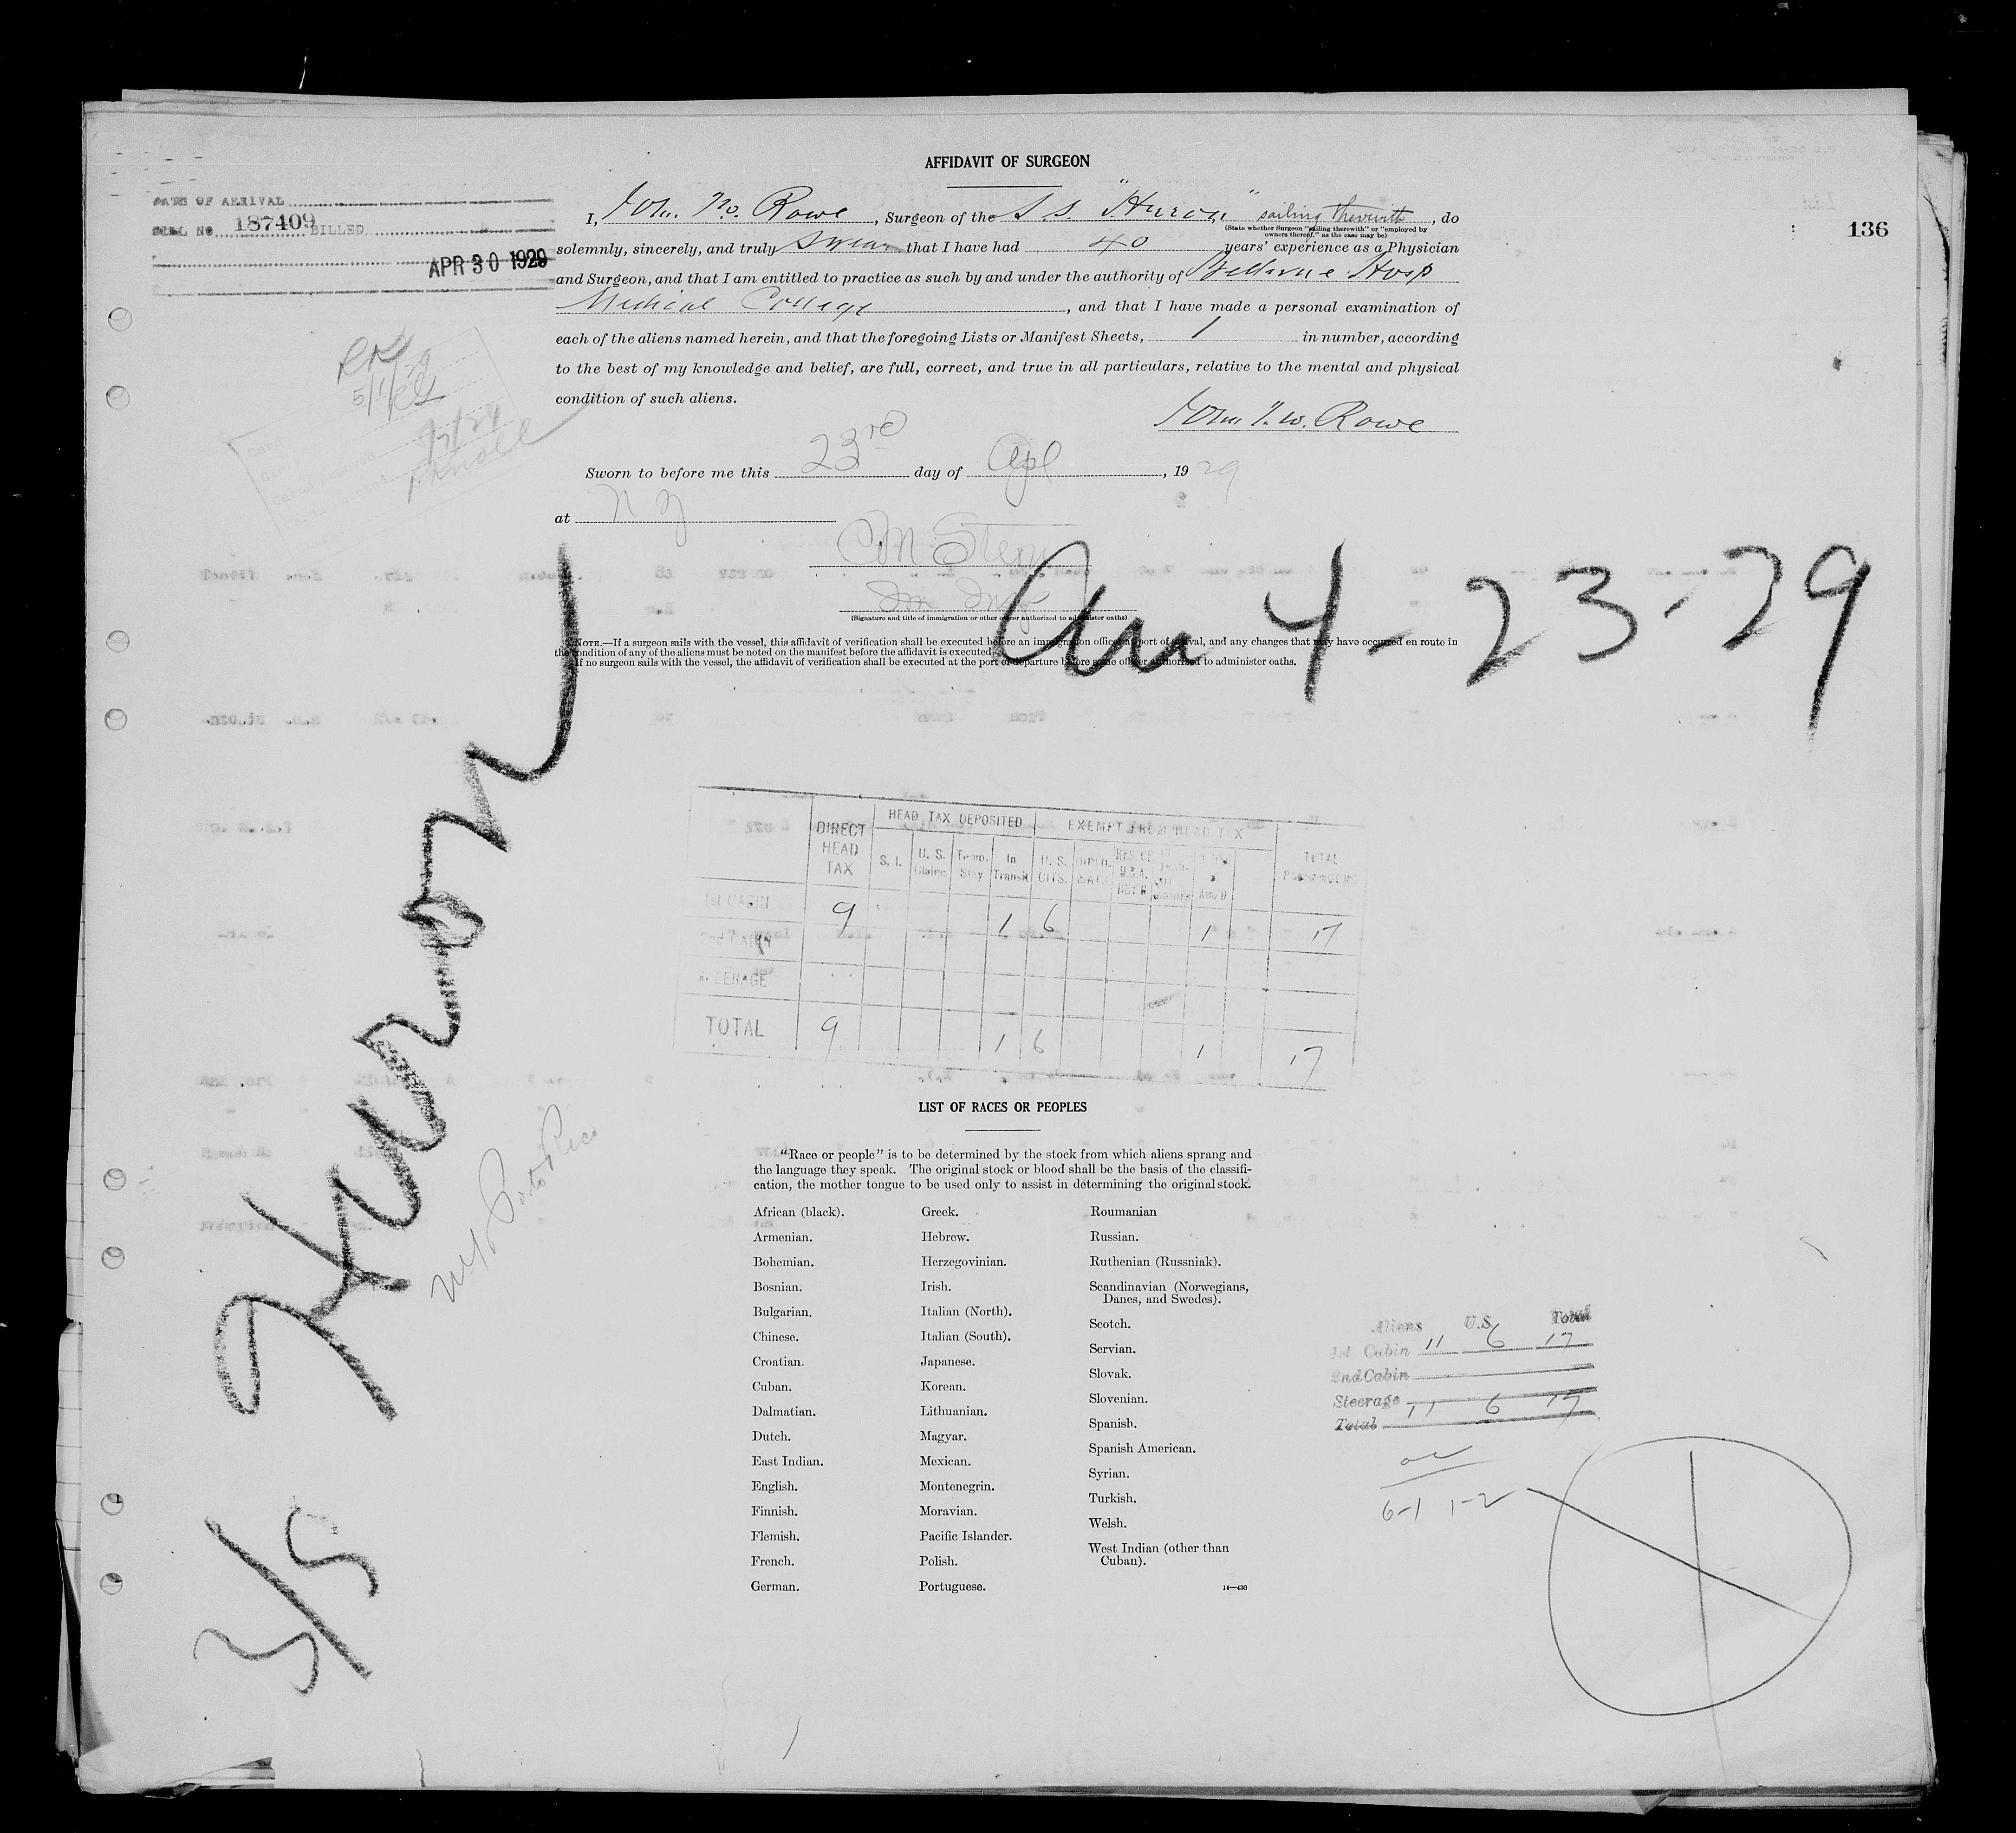 AFFIDAVIT OF SURGEON
DATE OF ARRIVAL
SERL NO. 187409 BILLED
APR 30 1929
136
I, Rowe, Surgeon of the S S. "Huron" sailing therewith, do
(State whether Surgeon "sailing therewith" or "employed by
owners thereof," as the case may be)
solemnly, sincerely, and truly swear that I have had 40 years' experience as a Physician
and Surgeon, and that I am entitled to practice as such by and under the authority of Bellevue Hosp
Medical College, and that I have made a personal examination of
each of the aliens named herein, and that the foregoing Lists or Manifest Sheets, 1 in number, according
to the best of my knowledge and belief, are full, correct, and true in all particulars, relative to the mental and physical
condition of such aliens.
John T. W. Rowe
Sworn to before me this 23rd day of Apl, 1929
at N Y
(Signature and title of immigration or other officer authorized to administer oaths)
4-23-29
NOTE.—If a surgeon sails with the vessel, this affidavit of verification shall be executed before an immigration officer at port of arrival, and any changes that may have occurred en route in
the condition of any of the aliens must be noted on the manifest before the affidavit is executed.
If no surgeon sails with the vessel, the affidavit of verification shall be executed at the port of departure before some officer authorized to administer oaths.
Huron
3/5
DIRECT HEAD TAX
HEAD TAX DEPOSITED
EXEMPT FROM HEAD TAX
TOTAL
S. I. U. S. Claims Temp. Stay In Transit U. S. CITS.
1st CABIN 9 1 6 1 17
2nd CABIN
STEERAGE
TOTAL 9 1 6 1 17
LIST OF RACES OR PEOPLES
"Race or people" is to be determined by the stock from which aliens sprang and
the language they speak. The original stock or blood shall be the basis of the classifi-
cation, the mother tongue to be used only to assist in determining the original stock.
African (black).
Armenian.
Bohemian.
Bosnian.
Bulgarian.
Chinese.
Croatian.
Cuban.
Dalmatian.
Dutch.
East Indian.
English.
Finnish.
Flemish.
French.
German.
Greek.
Hebrew.
Herzegovinian.
Irish.
Italian (North).
Italian (South).
Japanese.
Korean.
Lithuanian.
Magyar.
Mexican.
Montenegrin.
Moravian.
Pacific Islander.
Polish.
Portuguese.
Roumanian
Russian.
Ruthenian (Russniak).
Scandinavian (Norwegians,
Danes, and Swedes).
Scotch.
Servian.
Slovak.
Slovenian.
Spanish.
Spanish American.
Syrian.
Turkish.
Welsh.
West Indian (other than
Cuban).
14—430
Aliens U.S. Total
1st Cabin 11 6 17
2nd Cabin
Steerage
Total 11 6 17
6-1 1-2